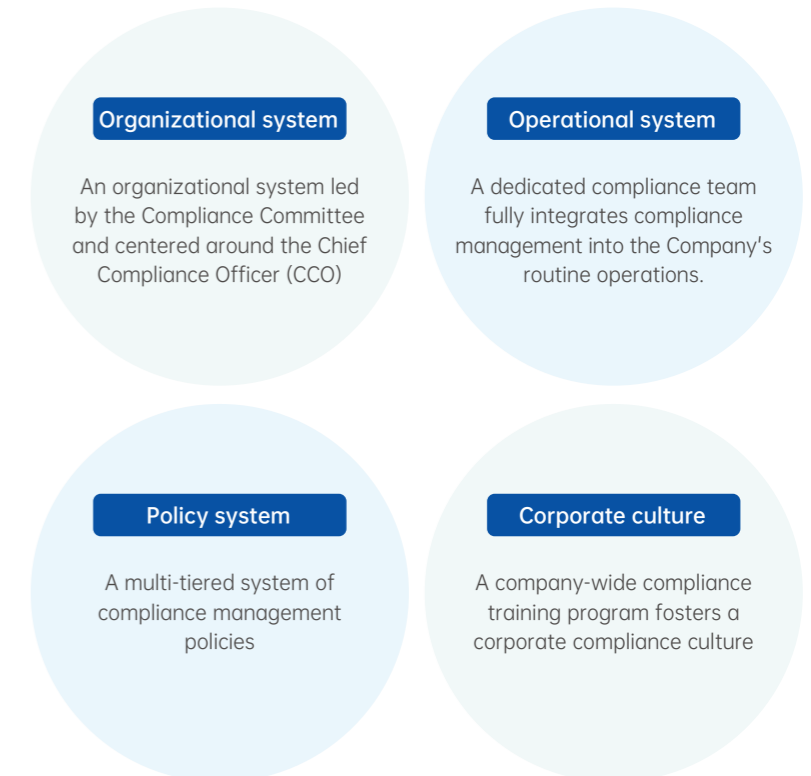 Organizational system
An organizational system led
by the Compliance Committee
and centered around the Chief
Compliance Officer (CCO)
Operational system
A dedicated compliance team
fully integrates compliance
management into the Company's
routine operations.
Policy system
A multi-tiered system of
compliance management
policies
Corporate culture
A company-wide compliance
training program fosters a
corporate compliance culture